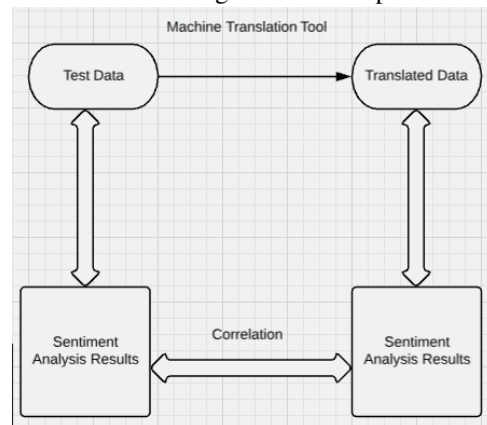 Machine Translation Tool
Test Data
Translated Data
Sentiment
Analysis Results
Correlation
Sentiment
Analysis Results